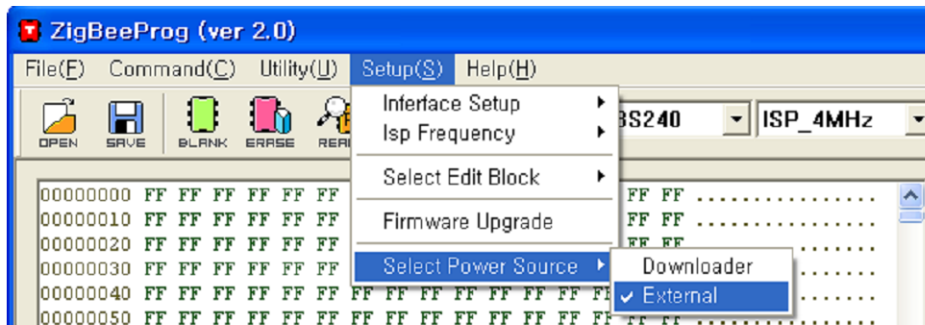 ZigBeeProg (ver 2.0)
File(F) Command(C) Utility(U) Setup(S) Help(H)
OPEN SAVE BLANK ERASE
Inferface Setup
Isp Frequency
Select Edit Block
Firmware Upgrade
Select Power Source
Downloader
External
ISP_4MHz
00000000 FF FF FF FF FF FF FF FF ................
00000010 FF FF FF FF FF FF FF FF ................
00000020 FF FF FF FF FF FF FF FF
00000030 FF FF FF FF FF FF
00000040 FF FF FF FF FF FF FF FF FF FF FF FF FF
00000050 FF FF FF FF FF FF FF FF FF FF FF FF FF FF FF FF ................